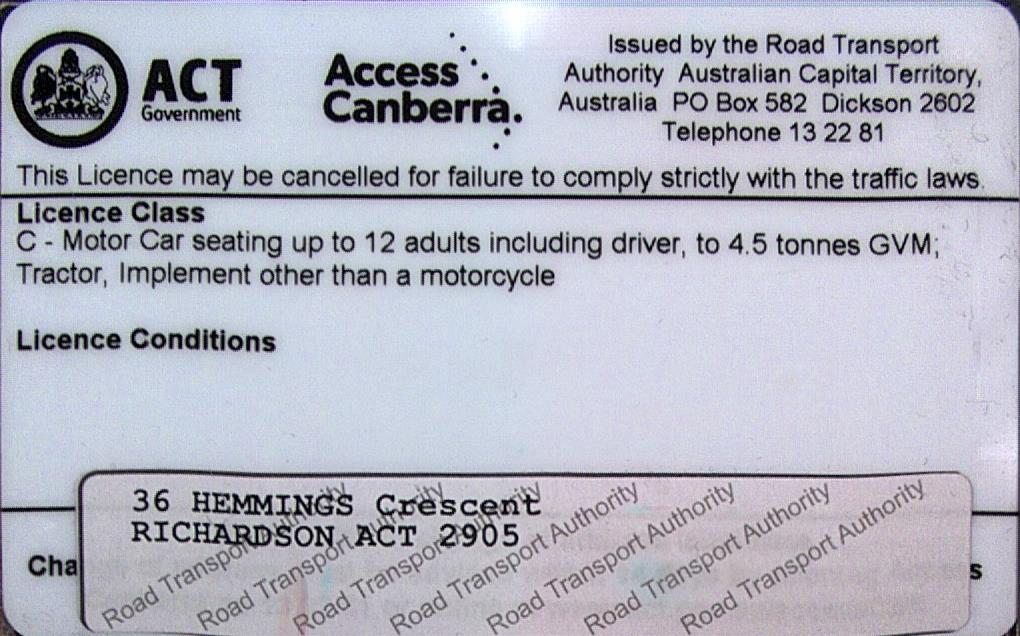 ACT
Government
Access
Canberra.
Issued by the Road Transport
Authority Australian Capital Territory,
Australia PO Box 582 Dickson 2602
Telephone 13 22 81
This Licence may be cancelled for failure to comply strictly with the traffic laws.
Licence Class
C - Motor Car seating up to 12 adults including driver, to 4.5 tonnes GVM;
Tractor, Implement other than a motorcycle
Licence Conditions
36 HEMMINGS Crescent
RICHARDSON ACT 2905
Cha
s
Road Transport Authority
Road Transport Authority
Road Transport Authority
Road Transport Authority
Road Transport Authority
Road Transport Authority
Road Transport Authority